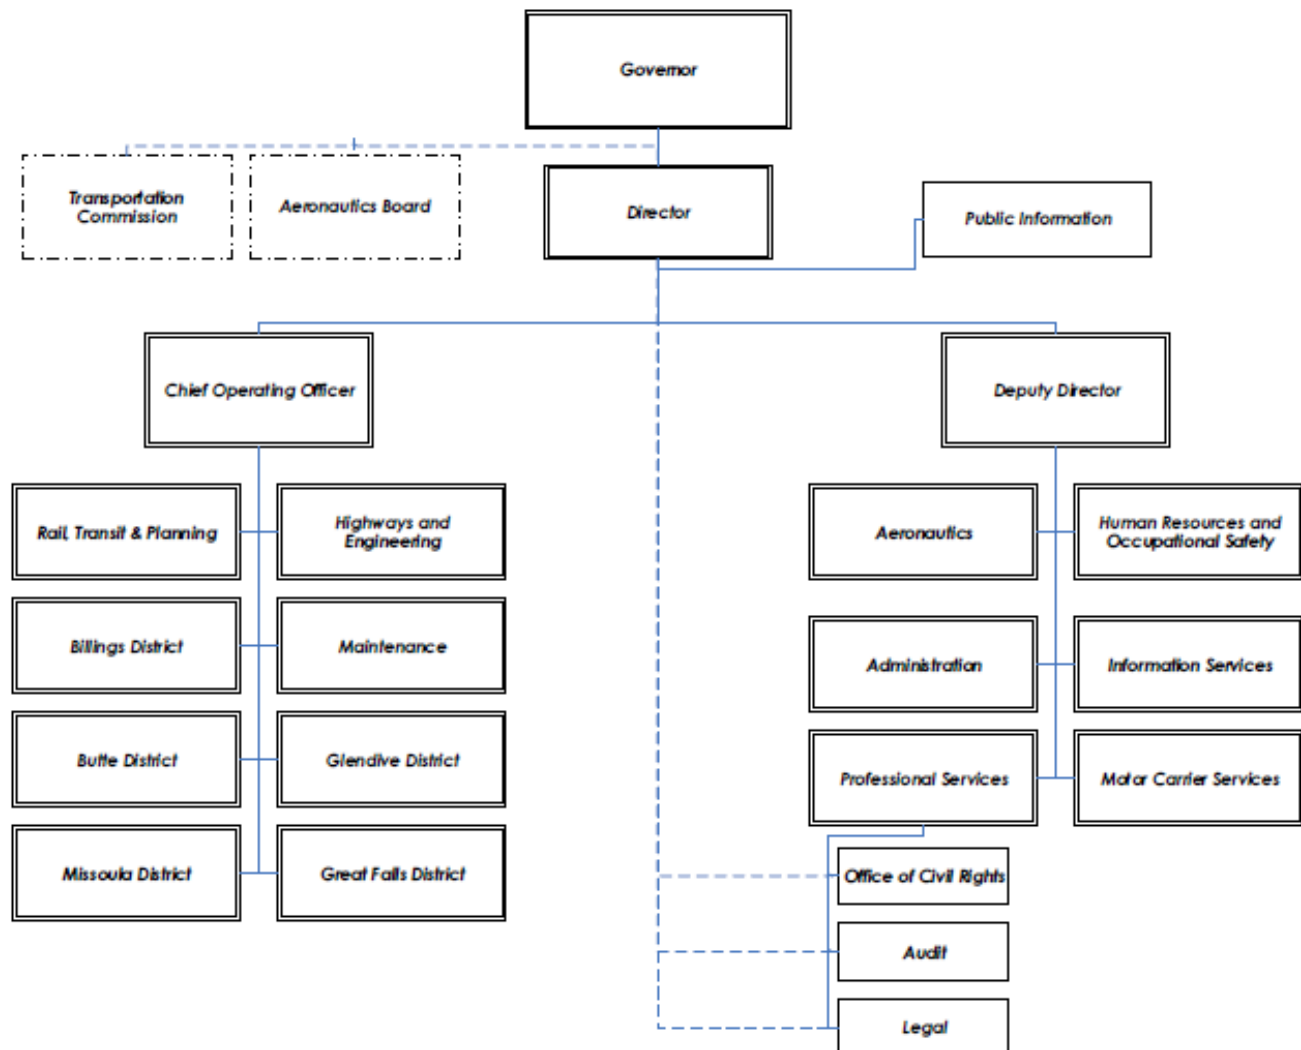 Governor
Transportation
Commission
Aeronautics Board
Director
Public Information
Chief Operating Officer
Deputy Director
Rail, Transit & Planning
Highways and
Engineering
Aeronautics
Human Resources and
Occupational Safety
Billings District
Maintenance
Administration
Information Services
Butte District
Glendive District
Professional Services
Motor Carrier Services
Missoula District
Great Falls District
Office of Civil Rights
Audit
Legal